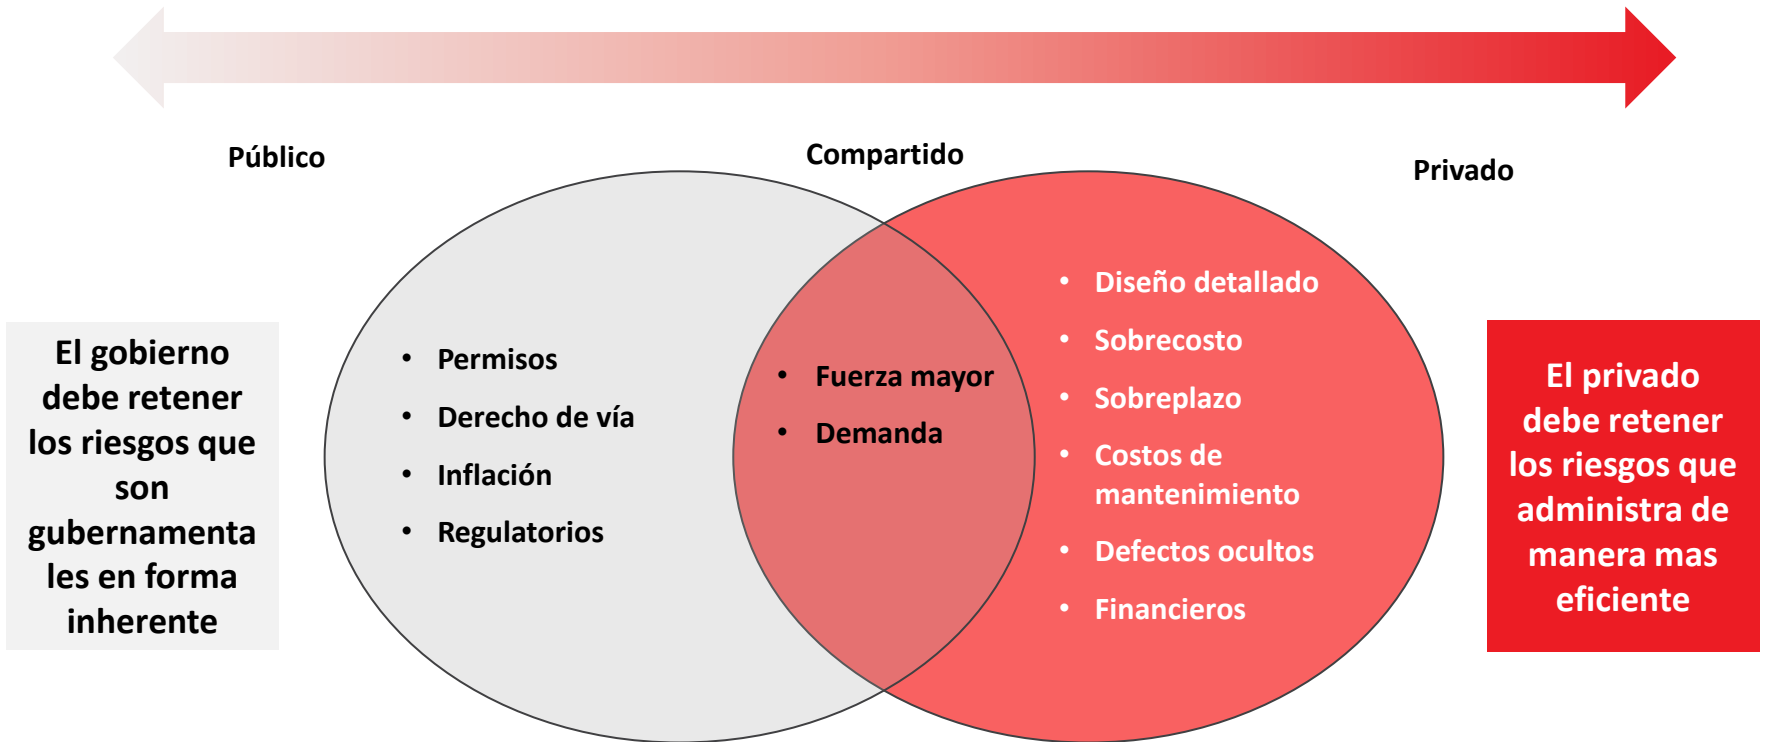 Público
Compartido
Privado
El gobierno
debe retener
los riesgos que
son
gubernamenta
les en forma
inherente
• Permisos
• Derecho de vía
• Inflación
• Regulatorios
• Fuerza mayor
• Demanda
• Diseño detallado
• Sobrecosto
• Sobreplazo
• Costos de
mantenimiento
• Defectos ocultos
• Financieros
El privado
debe retener
los riesgos que
administra de
manera mas
eficiente